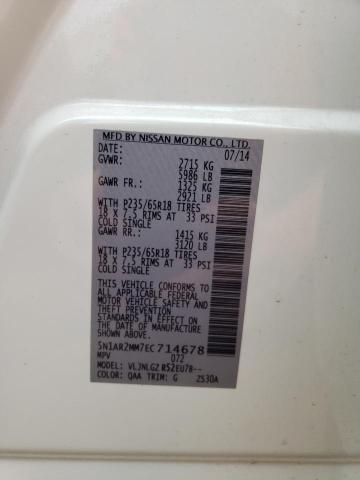 MFD BY NISSAN MOTOR CO., LTD.
DATE: 07/14
GVWR: 2715 KG
5986 LB
GAWR FR.: 1325 KG
2921 LB
WITH P235/65R18 TIRES
18 X 7.5 RIMS AT 33 PSI
COLD SINGLE
GAWR RR.: 1415 KG
3120 LB
WITH P235/65R18 TIRES
18 X 7.5 RIMS AT 33 PSI
COLD SINGLE
THIS VEHICLE CONFORMS TO ALL
APPLICABLE U.S. FEDERAL
MOTOR VEHICLE SAFETY, BUMPER
AND THEFT PREVENTION
STANDARDS IN EFFECT ON THE
DATE OF MANUFACTURE
SHOWN ABOVE.
5N1AR2MM7EC714678
MPV 072
MODEL: VLJNLGZ R52EU78--
COLOR: QAA TRIM: G 2530A